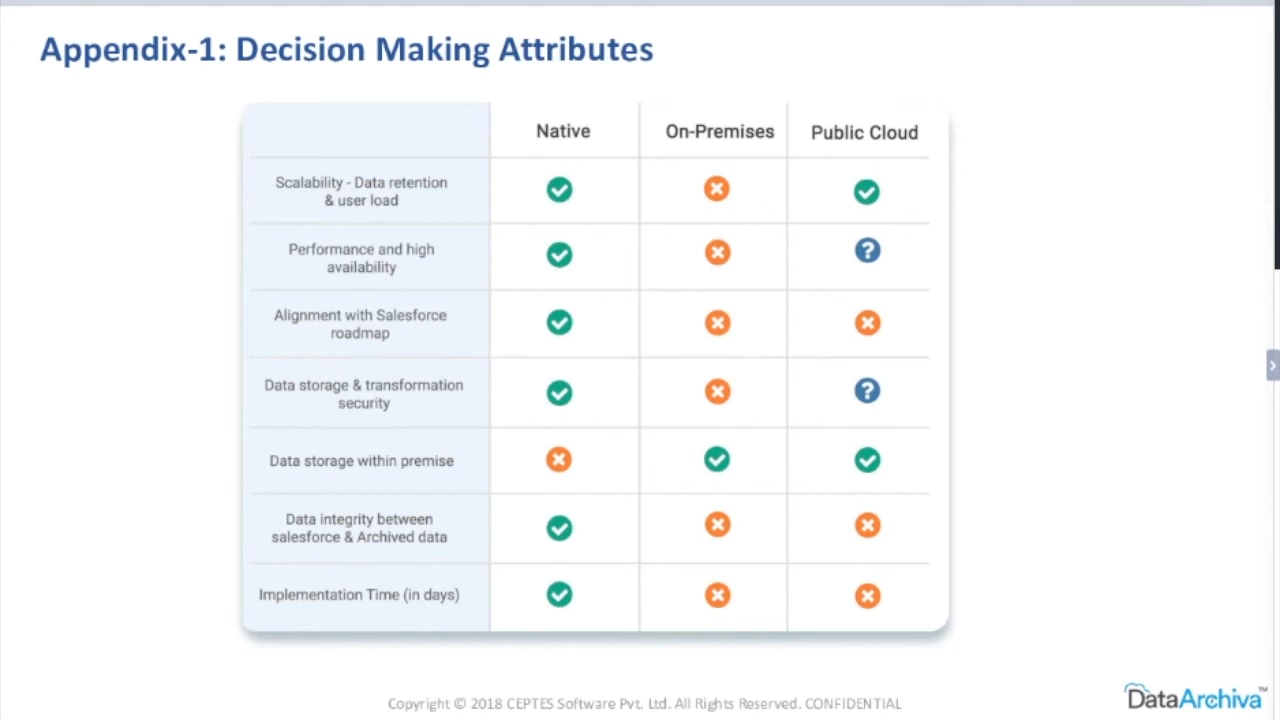 Appendix-1: Decision Making Attributes
Native On-Premises Public Cloud
Scalability - Data retention
& user load
Performance and high
availability
?
Alignment with Salesforce
roadmap
Data storage & transformation
security
?
Data storage within premise
Data integrity between
salesforce & Archived data
Implementation Time (in days)
Copyright © 2018 CEPTES Software Pvt. Ltd. All Rights Reserved. CONFIDENTIAL
DataArchiva™